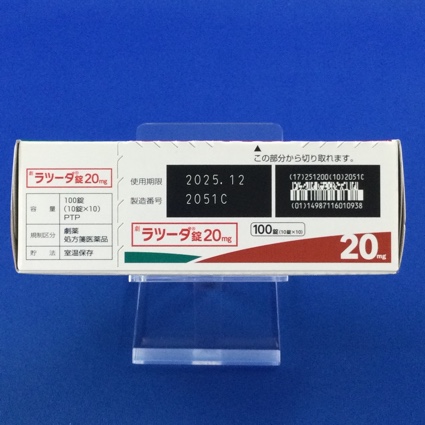 劇 ラツーダ®錠20mg
容量 100錠
(10錠×10)
PTP
規制区分 劇薬
処方箋医薬品
貯法 室温保存
▲
この部分から切り取れます。
使用期限 2025.12
製造番号 2051C
(17)251200(10)2051C
(01)14987116010938
劇 ラツーダ®錠20mg 100錠(10錠×10)
20mg